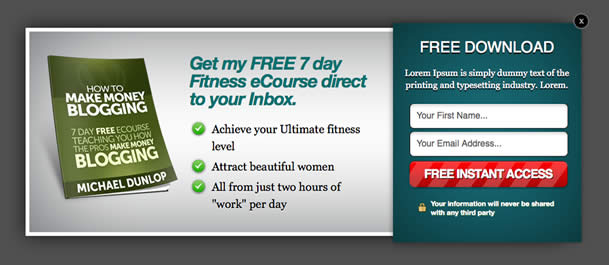 x
HOW TO
MAKE MONEY
BLOGGING
7 DAY FREE ECOURSE
TEACHING YOU HOW
THE PROS MAKE MONEY
BLOGGING
MICHAEL DUNLOP
Get my FREE 7 day
Fitness eCourse direct
to your Inbox.
Achieve your Ultimate fitness
level
Attract beautiful women
All from just two hours of
"work" per day
FREE DOWNLOAD
Lorem Ipsum is simply dummy text of the
printing and typesetting industry. Lorem.
Your First Name...
Your Email Address...
FREE INSTANT ACCESS
Your information will never be shared
with any third party